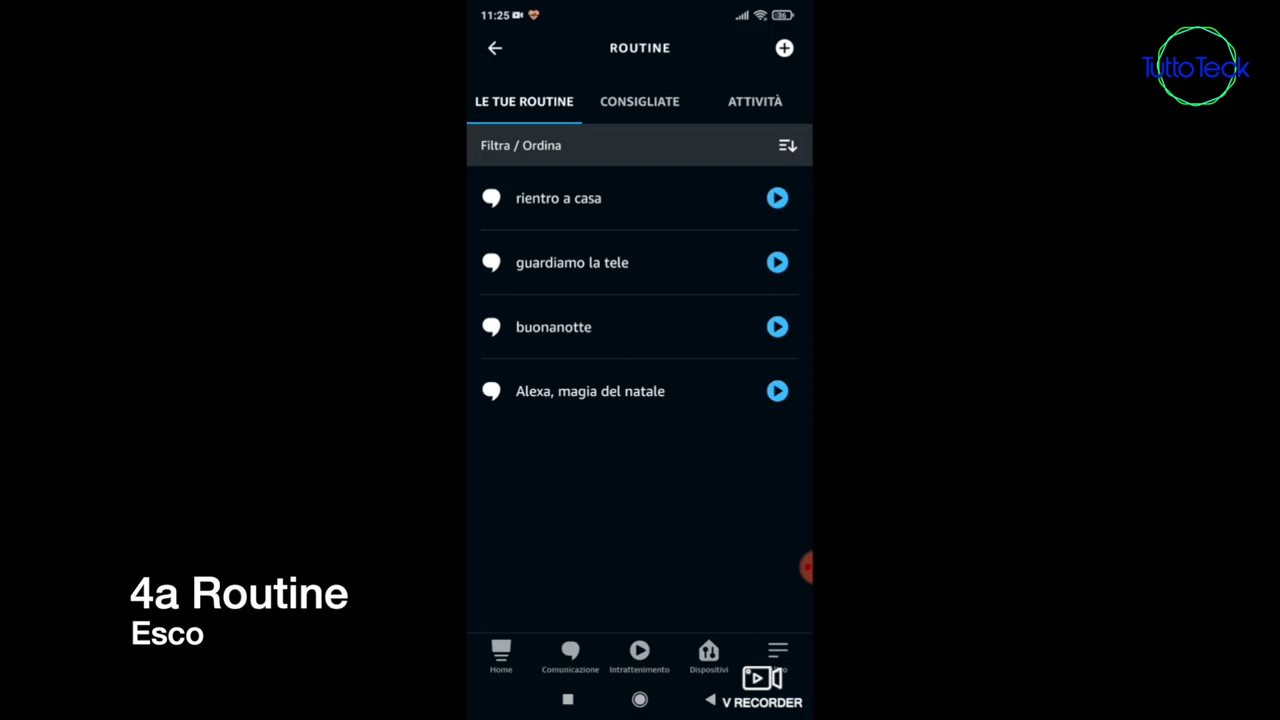 11:25
36
ROUTINE
LE TUE ROUTINE
CONSIGLIATE
ATTIVITÀ
Filtra / Ordina
rientro a casa
guardiamo la tele
buonanotte
Alexa, magia del natale
4a Routine
Esco
Home
Comunicazione
Intrattenimento
Dispositivi
V RECORDER
TuttoTeck